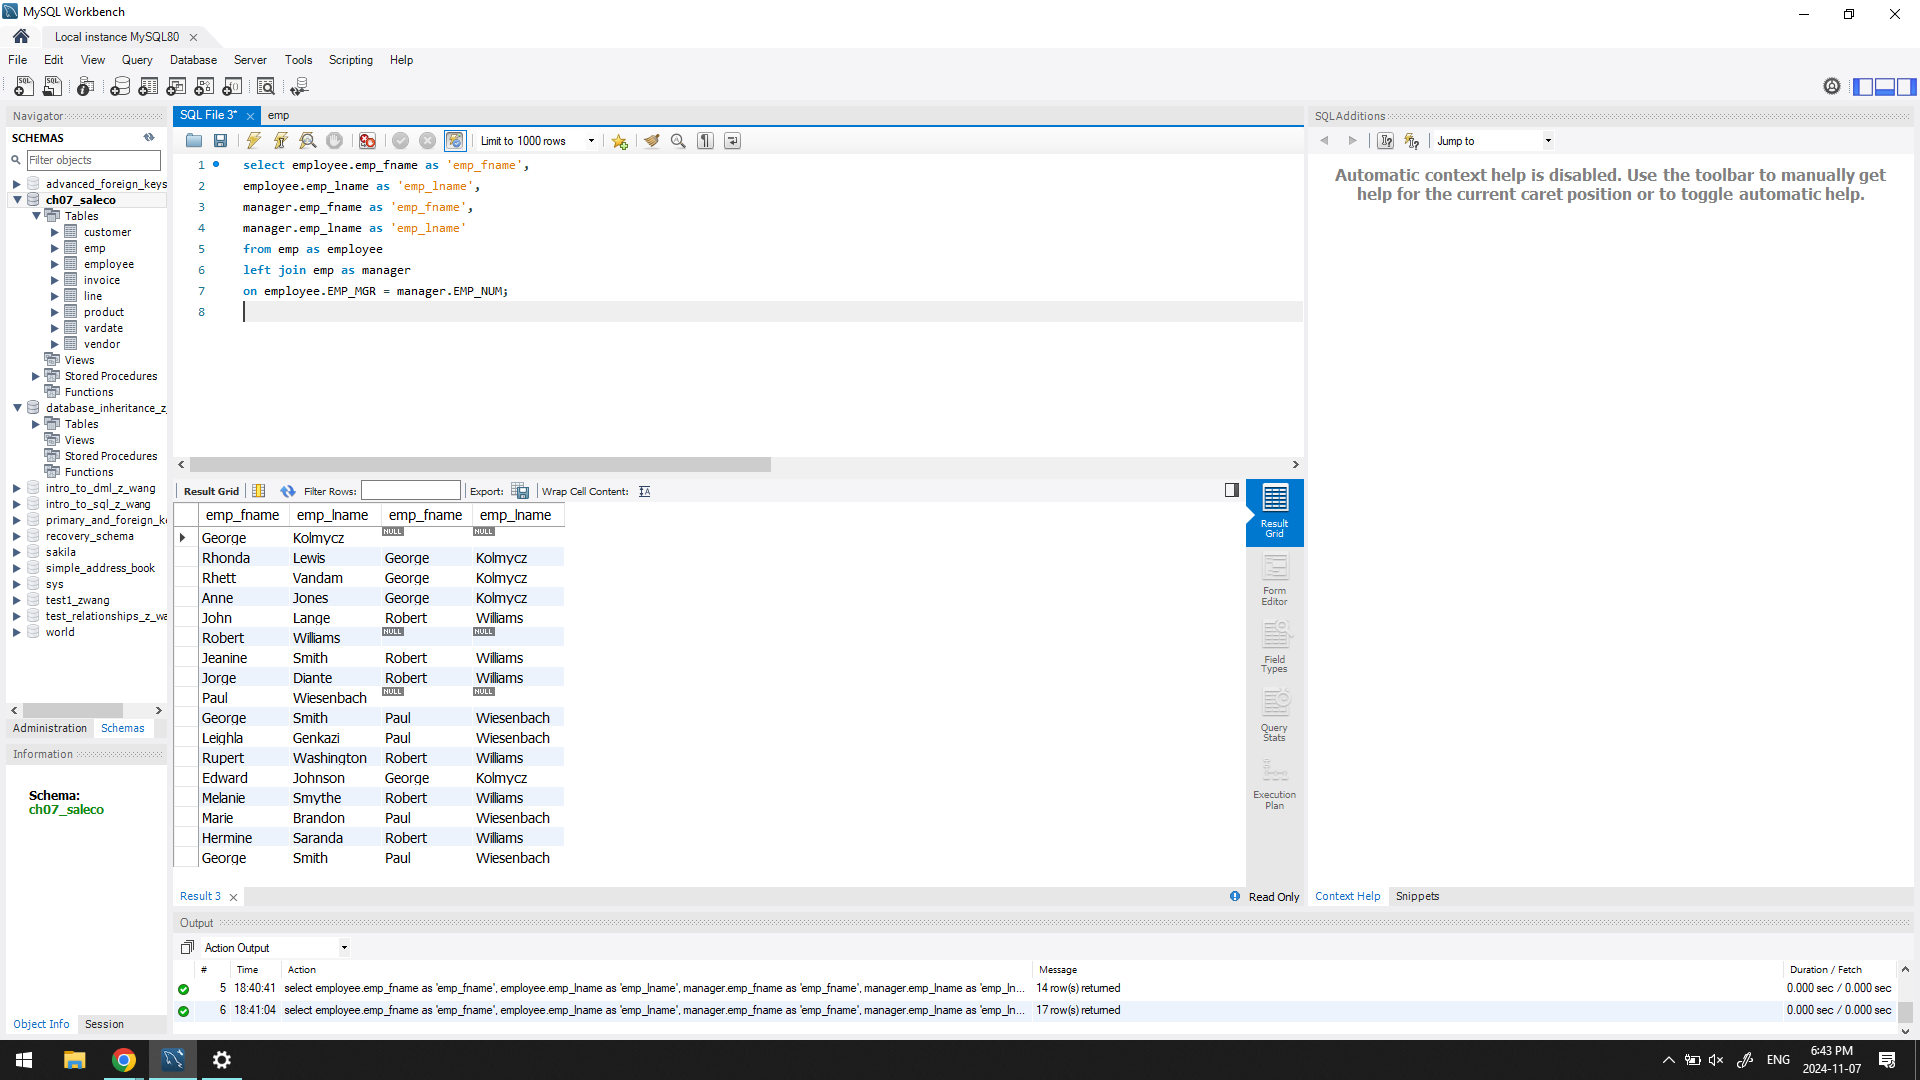 MySQL Workbench
Local instance MySQL80
File Edit View Query Database Server Tools Scripting Help
Navigator
SCHEMAS
Filter objects
advanced_foreign_keys
ch07_saleco
Tables
customer
emp
employee
invoice
line
product
vardate
vendor
Views
Stored Procedures
Functions
database_inheritance_z_
Tables
Views
Stored Procedures
Functions
intro_to_dml_z_wang
intro_to_sql_z_wang
primary_and_foreign_ke
recovery_schema
sakila
simple_address_book
sys
test1_zwang
test_relationships_z_wa
world
Administration Schemas
Information
Schema:
ch07_saleco
Object Info Session
SQL File 3* emp
Limit to 1000 rows
1 select employee.emp_fname as 'emp_fname',
2 employee.emp_lname as 'emp_lname',
3 manager.emp_fname as 'emp_fname',
4 manager.emp_lname as 'emp_lname'
5 from emp as employee
6 left join emp as manager
7 on employee.EMP_MGR = manager.EMP_NUM;
8
Result Grid Filter Rows: Export: Wrap Cell Content:
emp_fname emp_lname emp_fname emp_lname
George Kolmycz NULL NULL
Rhonda Lewis George Kolmycz
Rhett Vandam George Kolmycz
Anne Jones George Kolmycz
John Lange Robert Williams
Robert Williams NULL NULL
Jeanine Smith Robert Williams
Jorge Diante Robert Williams
Paul Wiesenbach NULL NULL
George Smith Paul Wiesenbach
Leighla Genkazi Paul Wiesenbach
Rupert Washington Robert Williams
Edward Johnson George Kolmycz
Melanie Smythe Robert Williams
Marie Brandon Paul Wiesenbach
Hermine Saranda Robert Williams
George Smith Paul Wiesenbach
Result
Grid
Form
Editor
Field
Types
Query
Stats
Execution
Plan
Result 3 Read Only
SQLAdditions
Jump to
Automatic context help is disabled. Use the toolbar to manually get
help for the current caret position or to toggle automatic help.
Context Help Snippets
Output
Action Output
# Time Action Message Duration / Fetch
5 18:40:41 select employee.emp_fname as 'emp_fname', employee.emp_lname as 'emp_lname', manager.emp_fname as 'emp_fname', manager.emp_lname as 'emp_ln... 14 row(s) returned 0.000 sec / 0.000 sec
6 18:41:04 select employee.emp_fname as 'emp_fname', employee.emp_lname as 'emp_lname', manager.emp_fname as 'emp_fname', manager.emp_lname as 'emp_ln... 17 row(s) returned 0.000 sec / 0.000 sec
ENG
6:43 PM
2024-11-07